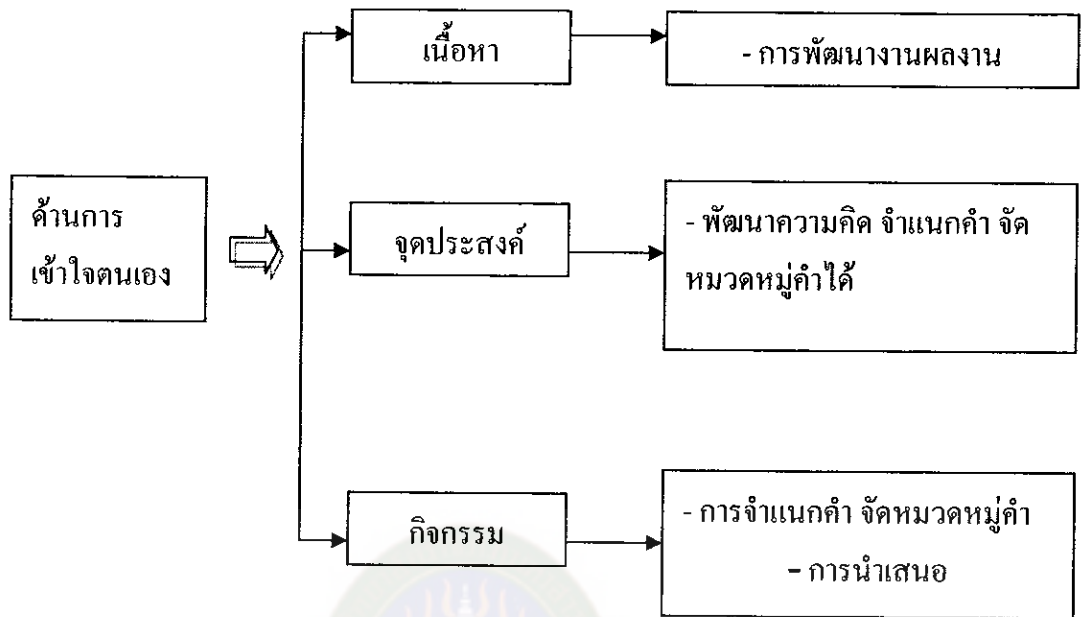 เนื้อหา
- การพัฒนางานผลงาน
ด้านการ
เข้าใจตนเอง
จุดประสงค์
- พัฒนาความคิด จำแนกคำ จัด
หมวดหมู่คำได้
กิจกรรม
- การจำแนกคำ จัดหมวดหมู่คำ
– การนำเสนอ